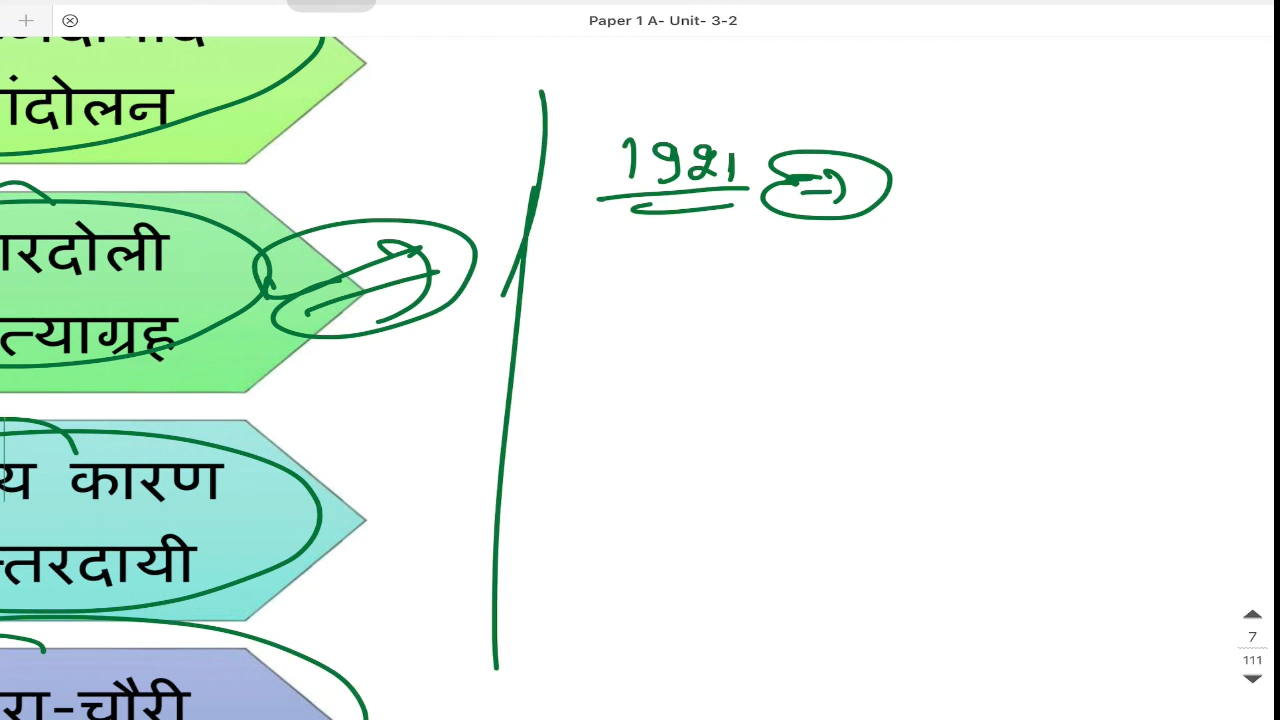 Paper 1 A- Unit- 3-2
ांदोलन
1921 =>
ारदोली
त्याग्रह
य कारण
्तरदायी
रा-चौरी
7
111